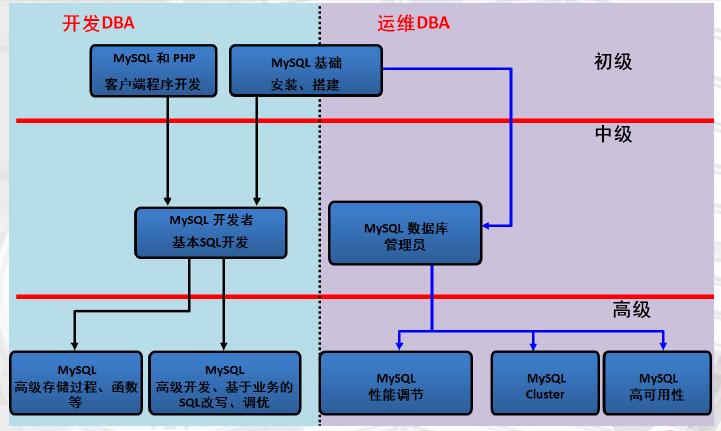 开发DBA
运维DBA
MySQL 和 PHP
客户端程序开发
MySQL 基础
安装、搭建
初级
中级
MySQL 开发者
基本SQL开发
MySQL 数据库
管理员
高级
MySQL
高级存储过程、函数
等
MySQL
高级开发、基于业务的
SQL改写、调优
MySQL
性能调节
MySQL
Cluster
MySQL
高可用性